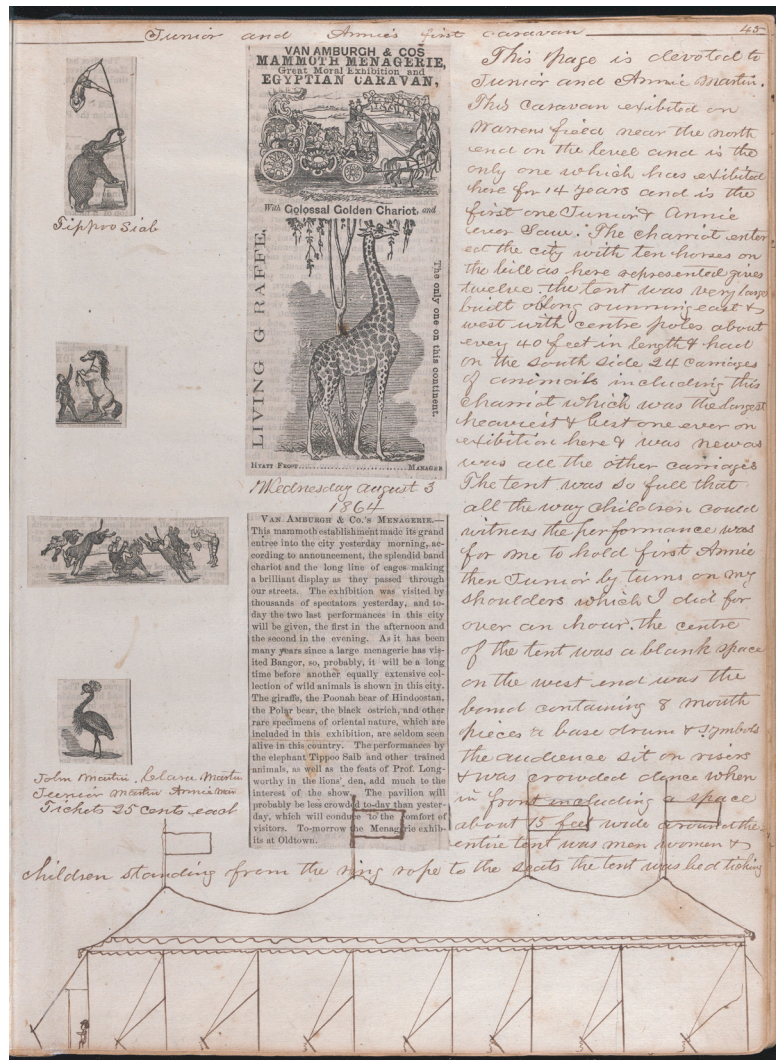 Junior and Annie's first caravan 45
Tippo Siab
John Martin. Clara Martin
Junior Martin Annie
Tickets 25 cents each
VAN AMBURGH & COS
MAMMOTH MENAGERIE,
Great Moral Exhibition and
EGYPTIAN CARAVAN,
With Colossal Golden Chariot, and
LIVING GIRAFFE,
The only one on this continent.
HYATT FROST MANAGER
Wednesday august 3
1864
VAN AMBURGH & CO.'S MENAGERIE.—
This mammoth establishment made its grand
entree into the city yesterday morning, ac-
cording to announcement, the splendid band
chariot and the long line of cages making
a brilliant display as they passed through
our streets. The exhibition was visited by
thousands of spectators yesterday, and to-
day the two last performances in this city
will be given, the first in the afternoon and
the second in the evening. As it has been
many years since a large menagerie has vis-
ited Bangor, so, probably, it will be a long
time before another equally extensive col-
lection of wild animals is shown in this city.
The giraffe, the Poonah bear of Hindoostan,
the Polar bear, the black ostrich, and other
rare specimens of oriental nature, which are
included in this exhibition, are seldom seen
alive in this country. The performances by
the elephant Tippoo Saib and other trained
animals, as well as the feats of Prof. Long-
worthy in the lions' den, add much to the
interest of the show. The pavilion will
probably be less crowded to-day than yester-
day, which will conduce to the comfort of
visitors. To-morrow the Menagerie exhib-
its at Oldtown.
This page is devoted to
Junior and Annie Martin.
This caravan exibited on
Warrens field near the north
end on the level and is the
only one which has exibited
here for 14 years and is the
first one Junior & Annie
ever saw. The charriot enter
ed the city with ten horses on
the bill as here represented gives
twelve. the tent was very large
built oblong running east &
west with centre poles about
every 40 feet in length & had
on the south side 24 carriages
of animails including this
charriot which was the largest
heaviest & best one ever on
exibition here & was new as
was all the other carriages
The tent was so full that
all the way children could
witness the performance was
for me to hold first Annie
then Junior by turns on my
shoulders which I did for
over an hour. the centre
of the tent was a blank space
on the west end was the
band containing 8 mouth
pieces a base drum & symbols
the audience sit on risers
& was crowded dence when
in front including a space
about 15 feet wide around the
entire tent was men women &
children standing from the ring rope to the seats the tent was bed ticking